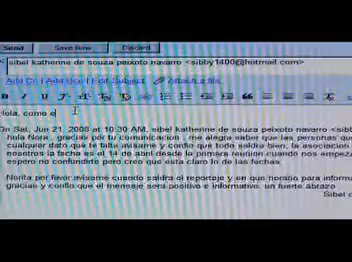 Send Save Now Discard
sibel katherine de souza peixoto navarro <sibby1400@hotmail.com>
Add Cc | Add Bcc | Edit Subject Attach a file
Hola, como e
On Sat, Jun 21, 2008 at 10:30 AM, sibel katherine de souza peixoto navarro <sibb
hola Nora gracias por tu comunicacion, me alegra saber que las personas que
cualquier dato que te falte avisame y confio que todo saldra bien, la asociacion
nosotros la fecha es el 14 de abril desde la primera reunion cuando nos empeza
espero no confundirte pero creo que esta claro lo de las fechas
Norita por favor avisame cuando saldra el reportaje y en que horario para inform
gracias y confio que el mensaje sera positivo e informativo. un fuerte abrazo
Sibel